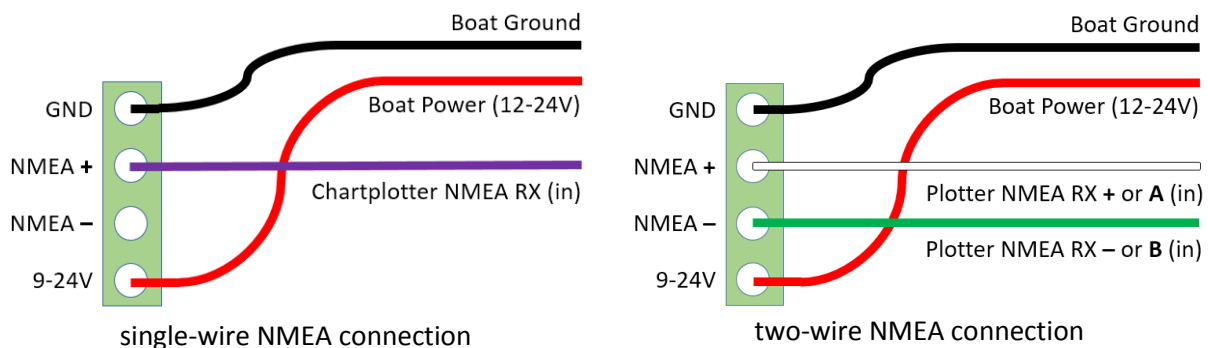 Boat Ground
GND
Boat Power (12-24V)
NMEA +
Chartplotter NMEA RX (in)
NMEA –
9-24V
single-wire NMEA connection
Boat Ground
GND
Boat Power (12-24V)
NMEA +
Plotter NMEA RX + or A (in)
NMEA –
Plotter NMEA RX – or B (in)
9-24V
two-wire NMEA connection